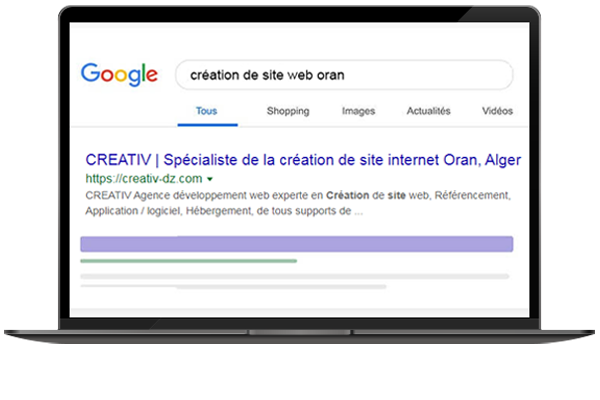 Google
création de site web oran
Tous Shopping Images Actualités Vidéos
CREATIV | Spécialiste de la création de site internet Oran, Alger
https://creativ-dz.com
CREATIV Agence développement web experte en Création de site web, Référencement,
Application / logiciel, Hébergement, de tous supports de ...